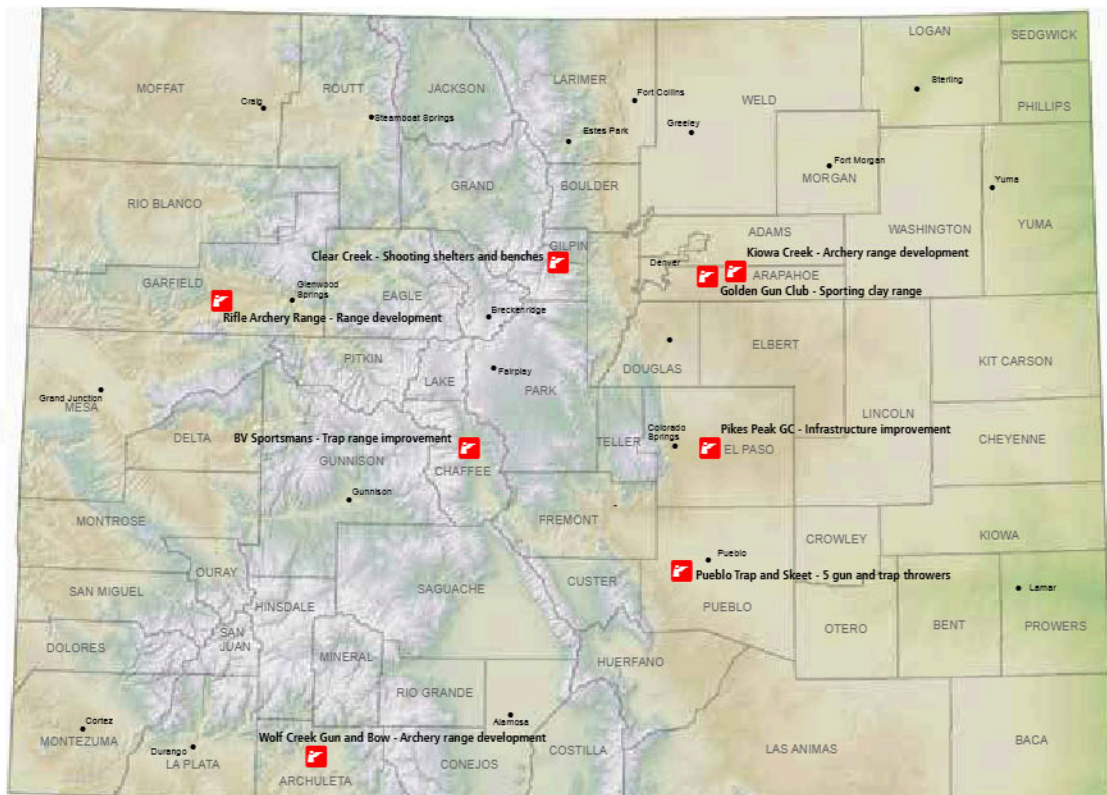 LOGAN
SEDGWICK
MOFFAT
ROUTT
JACKSON
LARIMER
Sterling
Craig
Fort Collins
WELD
PHILLIPS
Steamboat Springs
Greeley
Estes Park
Fort Morgan
MORGAN
GRAND
BOULDER
Yuma
RIO BLANCO
WASHINGTON
YUMA
ADAMS
GILPIN
Clear Creek - Shooting shelters and benches
Kiowa Creek - Archery range development
Denver
ARAPAHOE
GARFIELD
Glenwood
Springs
EAGLE
Golden Gun Club - Sporting clay range
Rifle Archery Range - Range development
Breckenridge
ELBERT
PITKIN
KIT CARSON
DOUGLAS
Fairplay
LAKE
PARK
Grand Junction
MESA
LINCOLN
Pikes Peak GC - Infrastructure improvement
Colorado
Springs
TELLER
EL PASO
DELTA
BV Sportsmans - Trap range improvement
CHEYENNE
GUNNISON
CHAFFEE
Gunnison
MONTROSE
FREMONT
KIOWA
CROWLEY
Pueblo
OURAY
Pueblo Trap and Skeet - 5 gun and trap throwers
SAN MIGUEL
SAGUACHE
CUSTER
Lamar
HINSDALE
PUEBLO
OTERO
BENT
PROWERS
SAN
JUAN
DOLORES
MINERAL
HUERFANO
RIO GRANDE
Cortez
Alamosa
MONTEZUMA
Wolf Creek Gun and Bow - Archery range development
Durango
LA PLATA
CONEJOS
COSTILLA
LAS ANIMAS
BACA
ARCHULETA